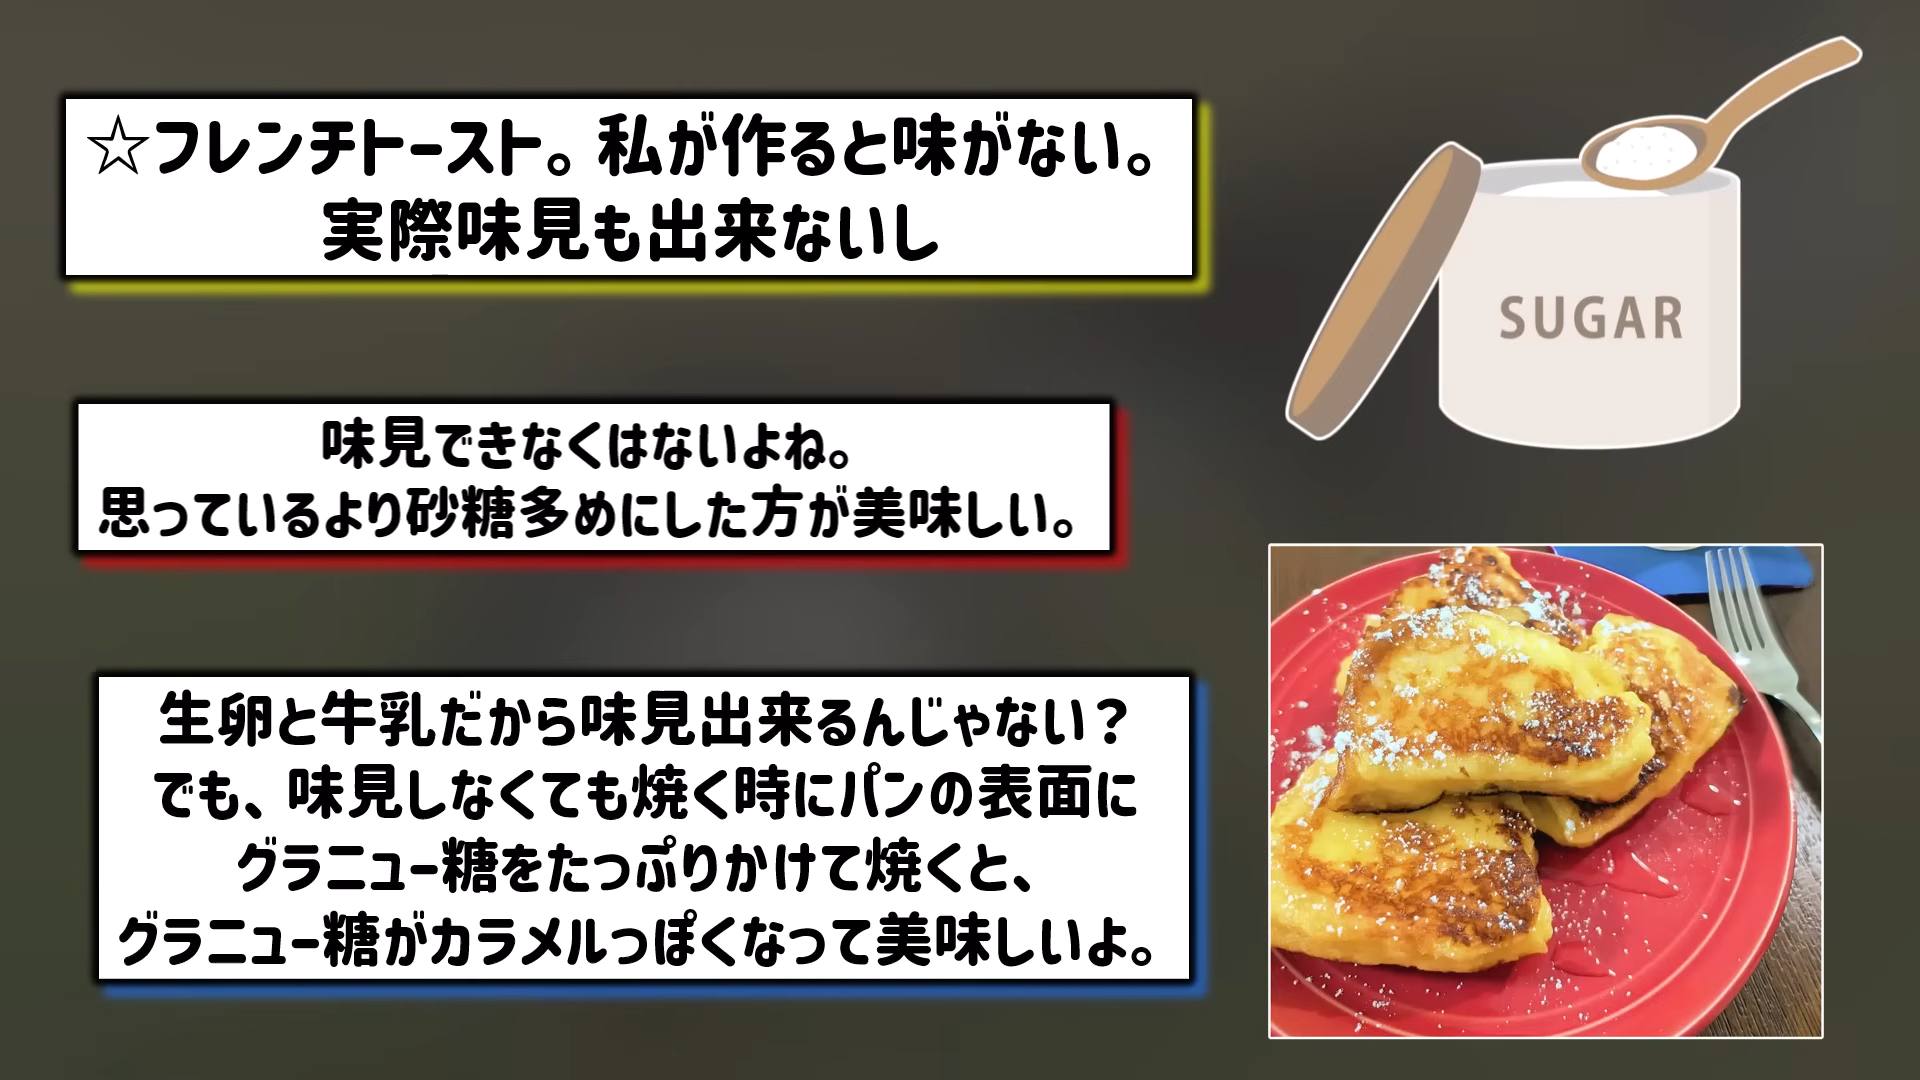 ☆フレンチトースト。私が作ると味がない。
実際味見も出来ないし
味見できなくはないよね。
思っているより砂糖多めにした方が美味しい。
生卵と牛乳だから味見出来るんじゃない？
でも、味見しなくても焼く時にパンの表面に
グラニュー糖をたっぷりかけて焼くと、
グラニュー糖がカラメルっぽくなって美味しいよ。
SUGAR